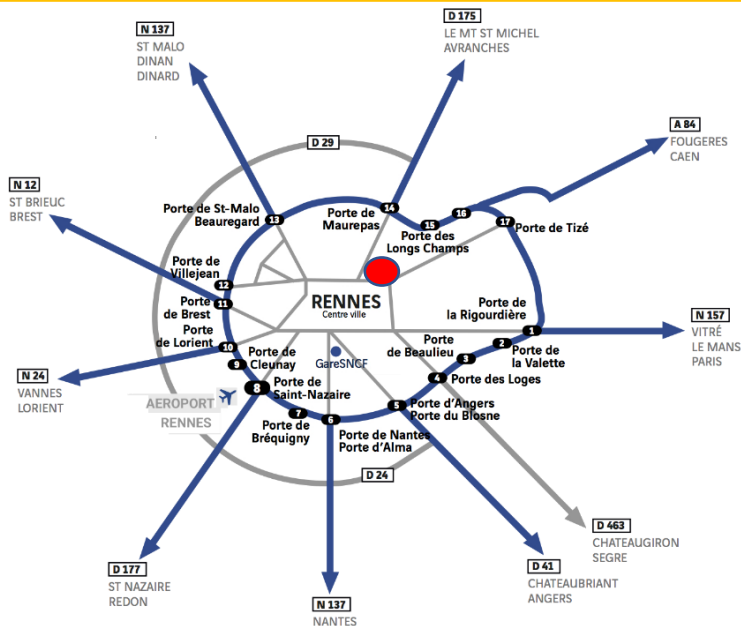 N 137
ST MALO
DINAN
DINARD
D 175
LE MT ST MICHEL
AVRANCHES
A 84
FOUGERES
CAEN
D 29
N 12
ST BRIEUC
BREST
Porte de St-Malo
Beauregard
13
Porte de
Maurepas
14
15
Porte des
Longs Champs
16
17
Porte de Tizé
Porte de
Villejean
12
Porte
de Brest
11
RENNES
Centre ville
Porte de
la Rigourdière
1
N 157
VITRÉ
LE MANS
PARIS
Porte
de Lorient
10
9
Porte de
Cleunay
GareSNCF
Porte
de Beaulieu
3
2
Porte de
la Valette
4
Porte des Loges
N 24
VANNES
LORIENT
AEROPORT
RENNES
8
Porte de
Saint-Nazaire
7
Porte de
Bréquigny
6
Porte de Nantes
Porte d'Alma
5
Porte d'Angers
Porte du Blosne
D 24
D 463
CHATEAUGIRON
SEGRE
D 177
ST NAZAIRE
REDON
N 137
NANTES
D 41
CHATEAUBRIANT
ANGERS